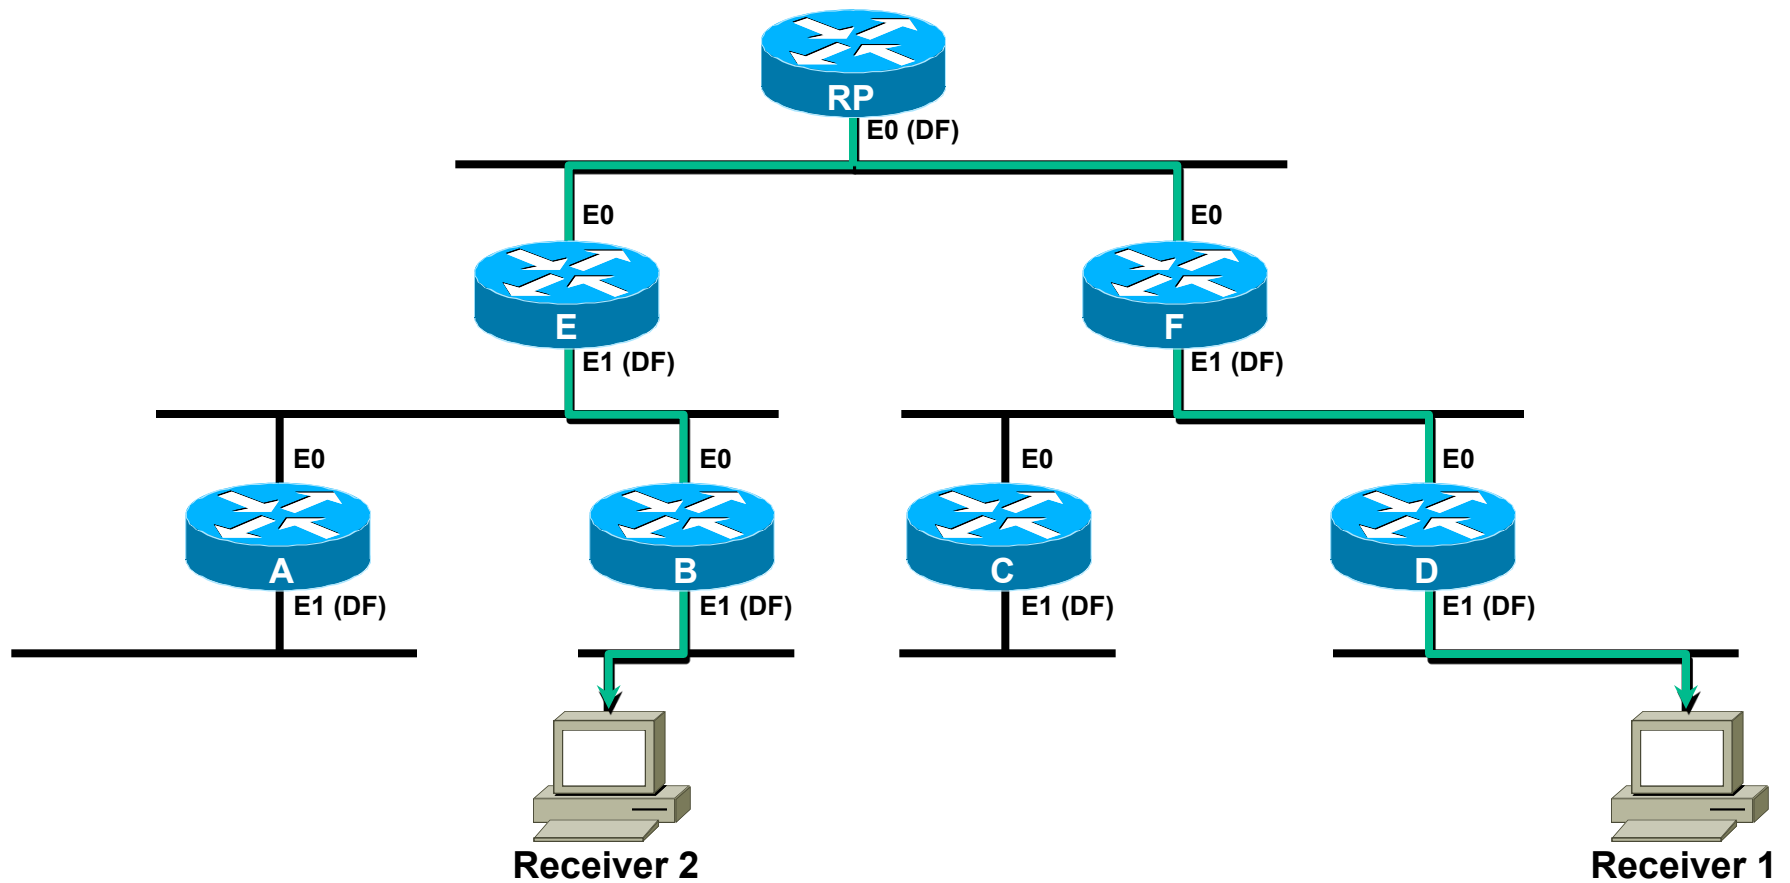 RP
E0 (DF)
E0
E0
E
F
E1 (DF)
E1 (DF)
E0
E0
E0
E0
A
B
C
D
E1 (DF)
E1 (DF)
E1 (DF)
E1 (DF)
Receiver 2
Receiver 1